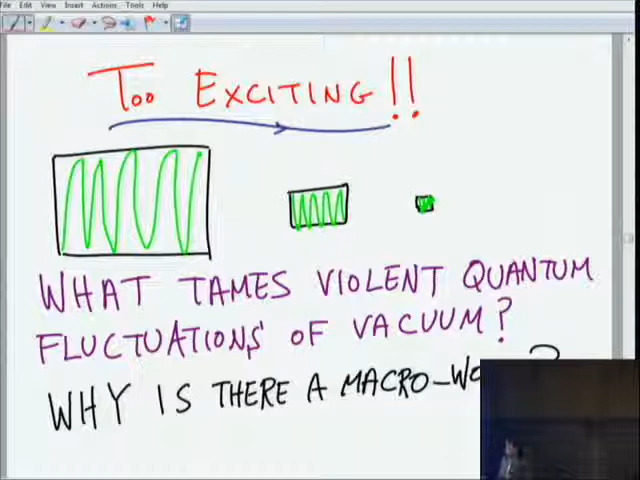 File Edit View Insert Actions Tools Help
TOO EXCITING!!
WHAT TAMES VIOLENT QUANTUM
FLUCTUATIONS OF VACUUM?
WHY IS THERE A MACRO-WO ?